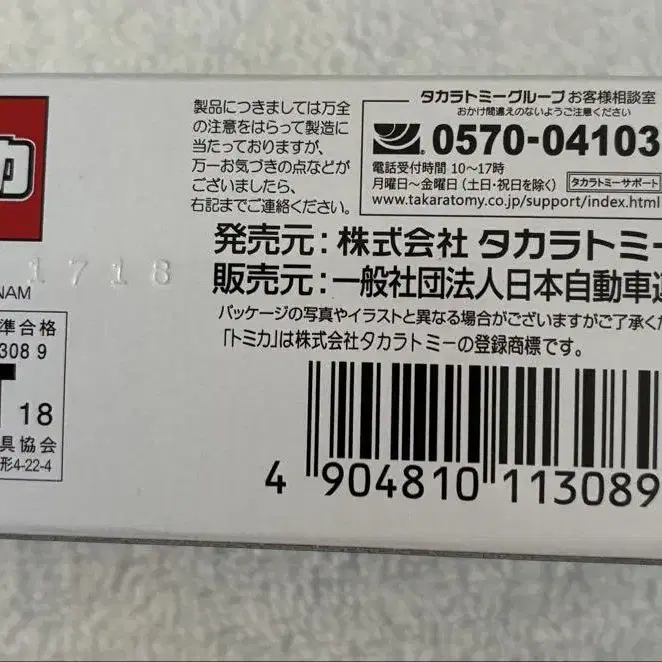 製品につきましては万全
の注意をはらって製造に
当たっておりますが、
万一お気づきの点などが
ございましたら、
右記までご連絡ください。
タカラトミーグループお客様相談室
おかけ間違えのないようご注意ください
0570-04103
電話受付時間 10〜17時
月曜日〜金曜日(土日・祝日を除く) タカラトミーサポート
www.takaratomy.co.jp/support/index.html
発売元:株式会社 タカラトミー
販売元:一般社団法人日本自動車連
パッケージの写真やイラストと異なる場合がございますがご了承くだ
「トミカ」は株式会社タカラトミーの登録商標です。
1718
NAM
準合格
308 9
T 18
具協会
形4-22-4
4 904810 113089